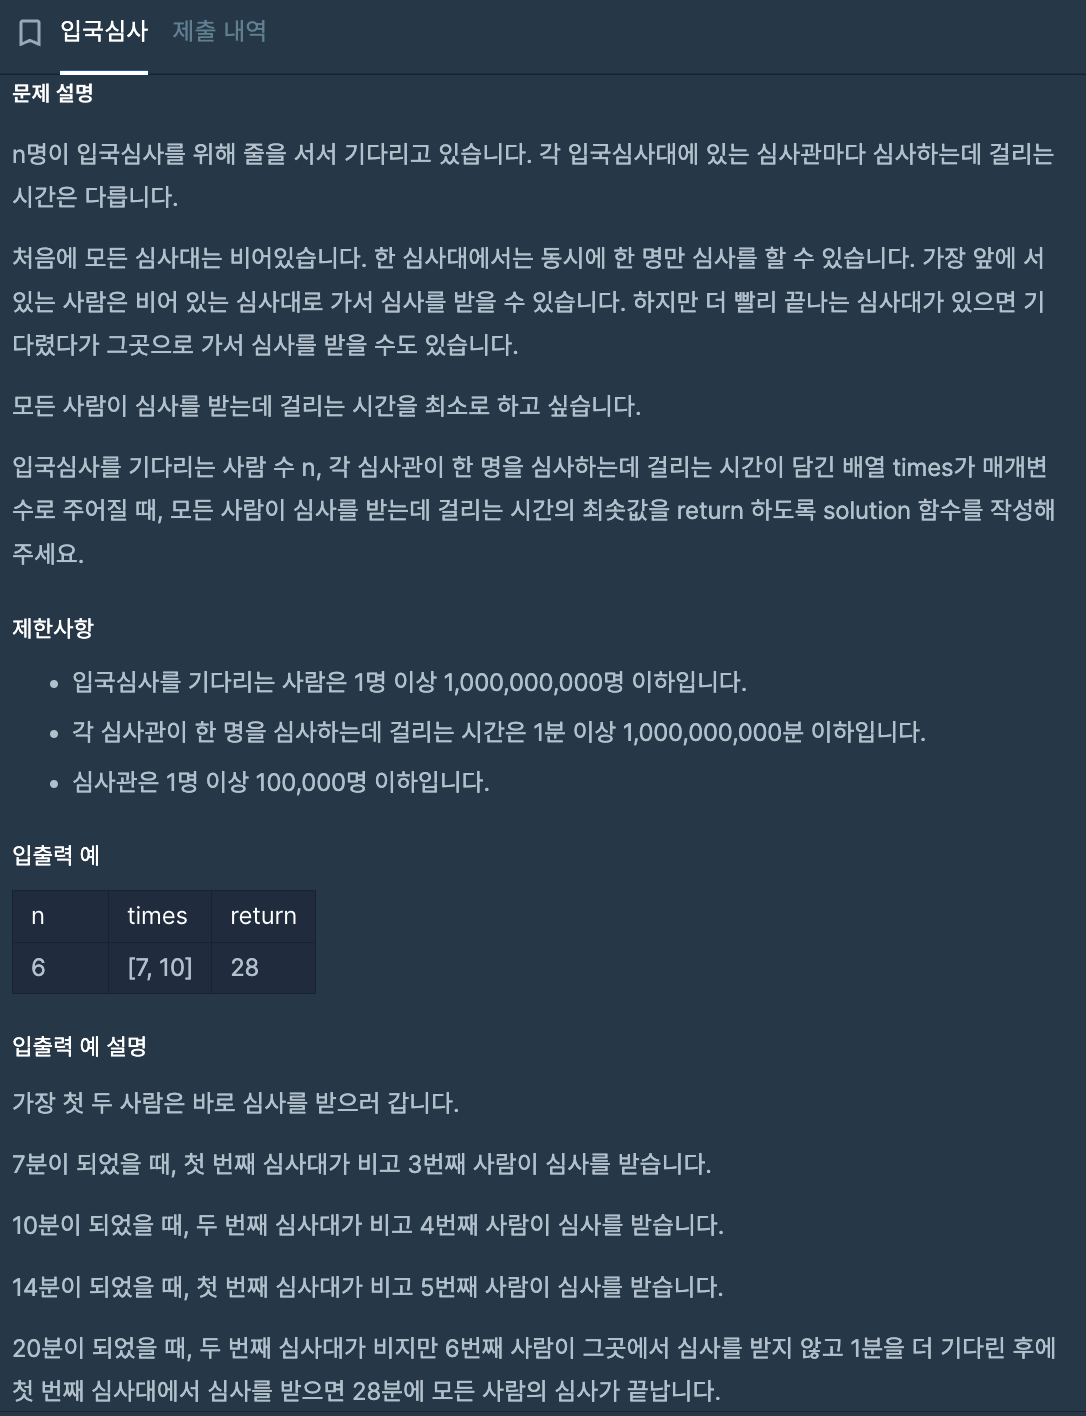 입국심사 제출 내역
문제 설명
n명이 입국심사를 위해 줄을 서서 기다리고 있습니다. 각 입국심사대에 있는 심사관마다 심사하는데 걸리는
시간은 다릅니다.
처음에 모든 심사대는 비어있습니다. 한 심사대에서는 동시에 한 명만 심사를 할 수 있습니다. 가장 앞에 서
있는 사람은 비어 있는 심사대로 가서 심사를 받을 수 있습니다. 하지만 더 빨리 끝나는 심사대가 있으면 기
다렸다가 그곳으로 가서 심사를 받을 수도 있습니다.
모든 사람이 심사를 받는데 걸리는 시간을 최소로 하고 싶습니다.
입국심사를 기다리는 사람 수 n, 각 심사관이 한 명을 심사하는데 걸리는 시간이 담긴 배열 times가 매개변
수로 주어질 때, 모든 사람이 심사를 받는데 걸리는 시간의 최솟값을 return 하도록 solution 함수를 작성해
주세요.
제한사항
• 입국심사를 기다리는 사람은 1명 이상 1,000,000,000명 이하입니다.
• 각 심사관이 한 명을 심사하는데 걸리는 시간은 1분 이상 1,000,000,000분 이하입니다.
• 심사관은 1명 이상 100,000명 이하입니다.
입출력 예
n times return
6 [7, 10] 28
입출력 예 설명
가장 첫 두 사람은 바로 심사를 받으러 갑니다.
7분이 되었을 때, 첫 번째 심사대가 비고 3번째 사람이 심사를 받습니다.
10분이 되었을 때, 두 번째 심사대가 비고 4번째 사람이 심사를 받습니다.
14분이 되었을 때, 첫 번째 심사대가 비고 5번째 사람이 심사를 받습니다.
20분이 되었을 때, 두 번째 심사대가 비지만 6번째 사람이 그곳에서 심사를 받지 않고 1분을 더 기다린 후에
첫 번째 심사대에서 심사를 받으면 28분에 모든 사람의 심사가 끝납니다.